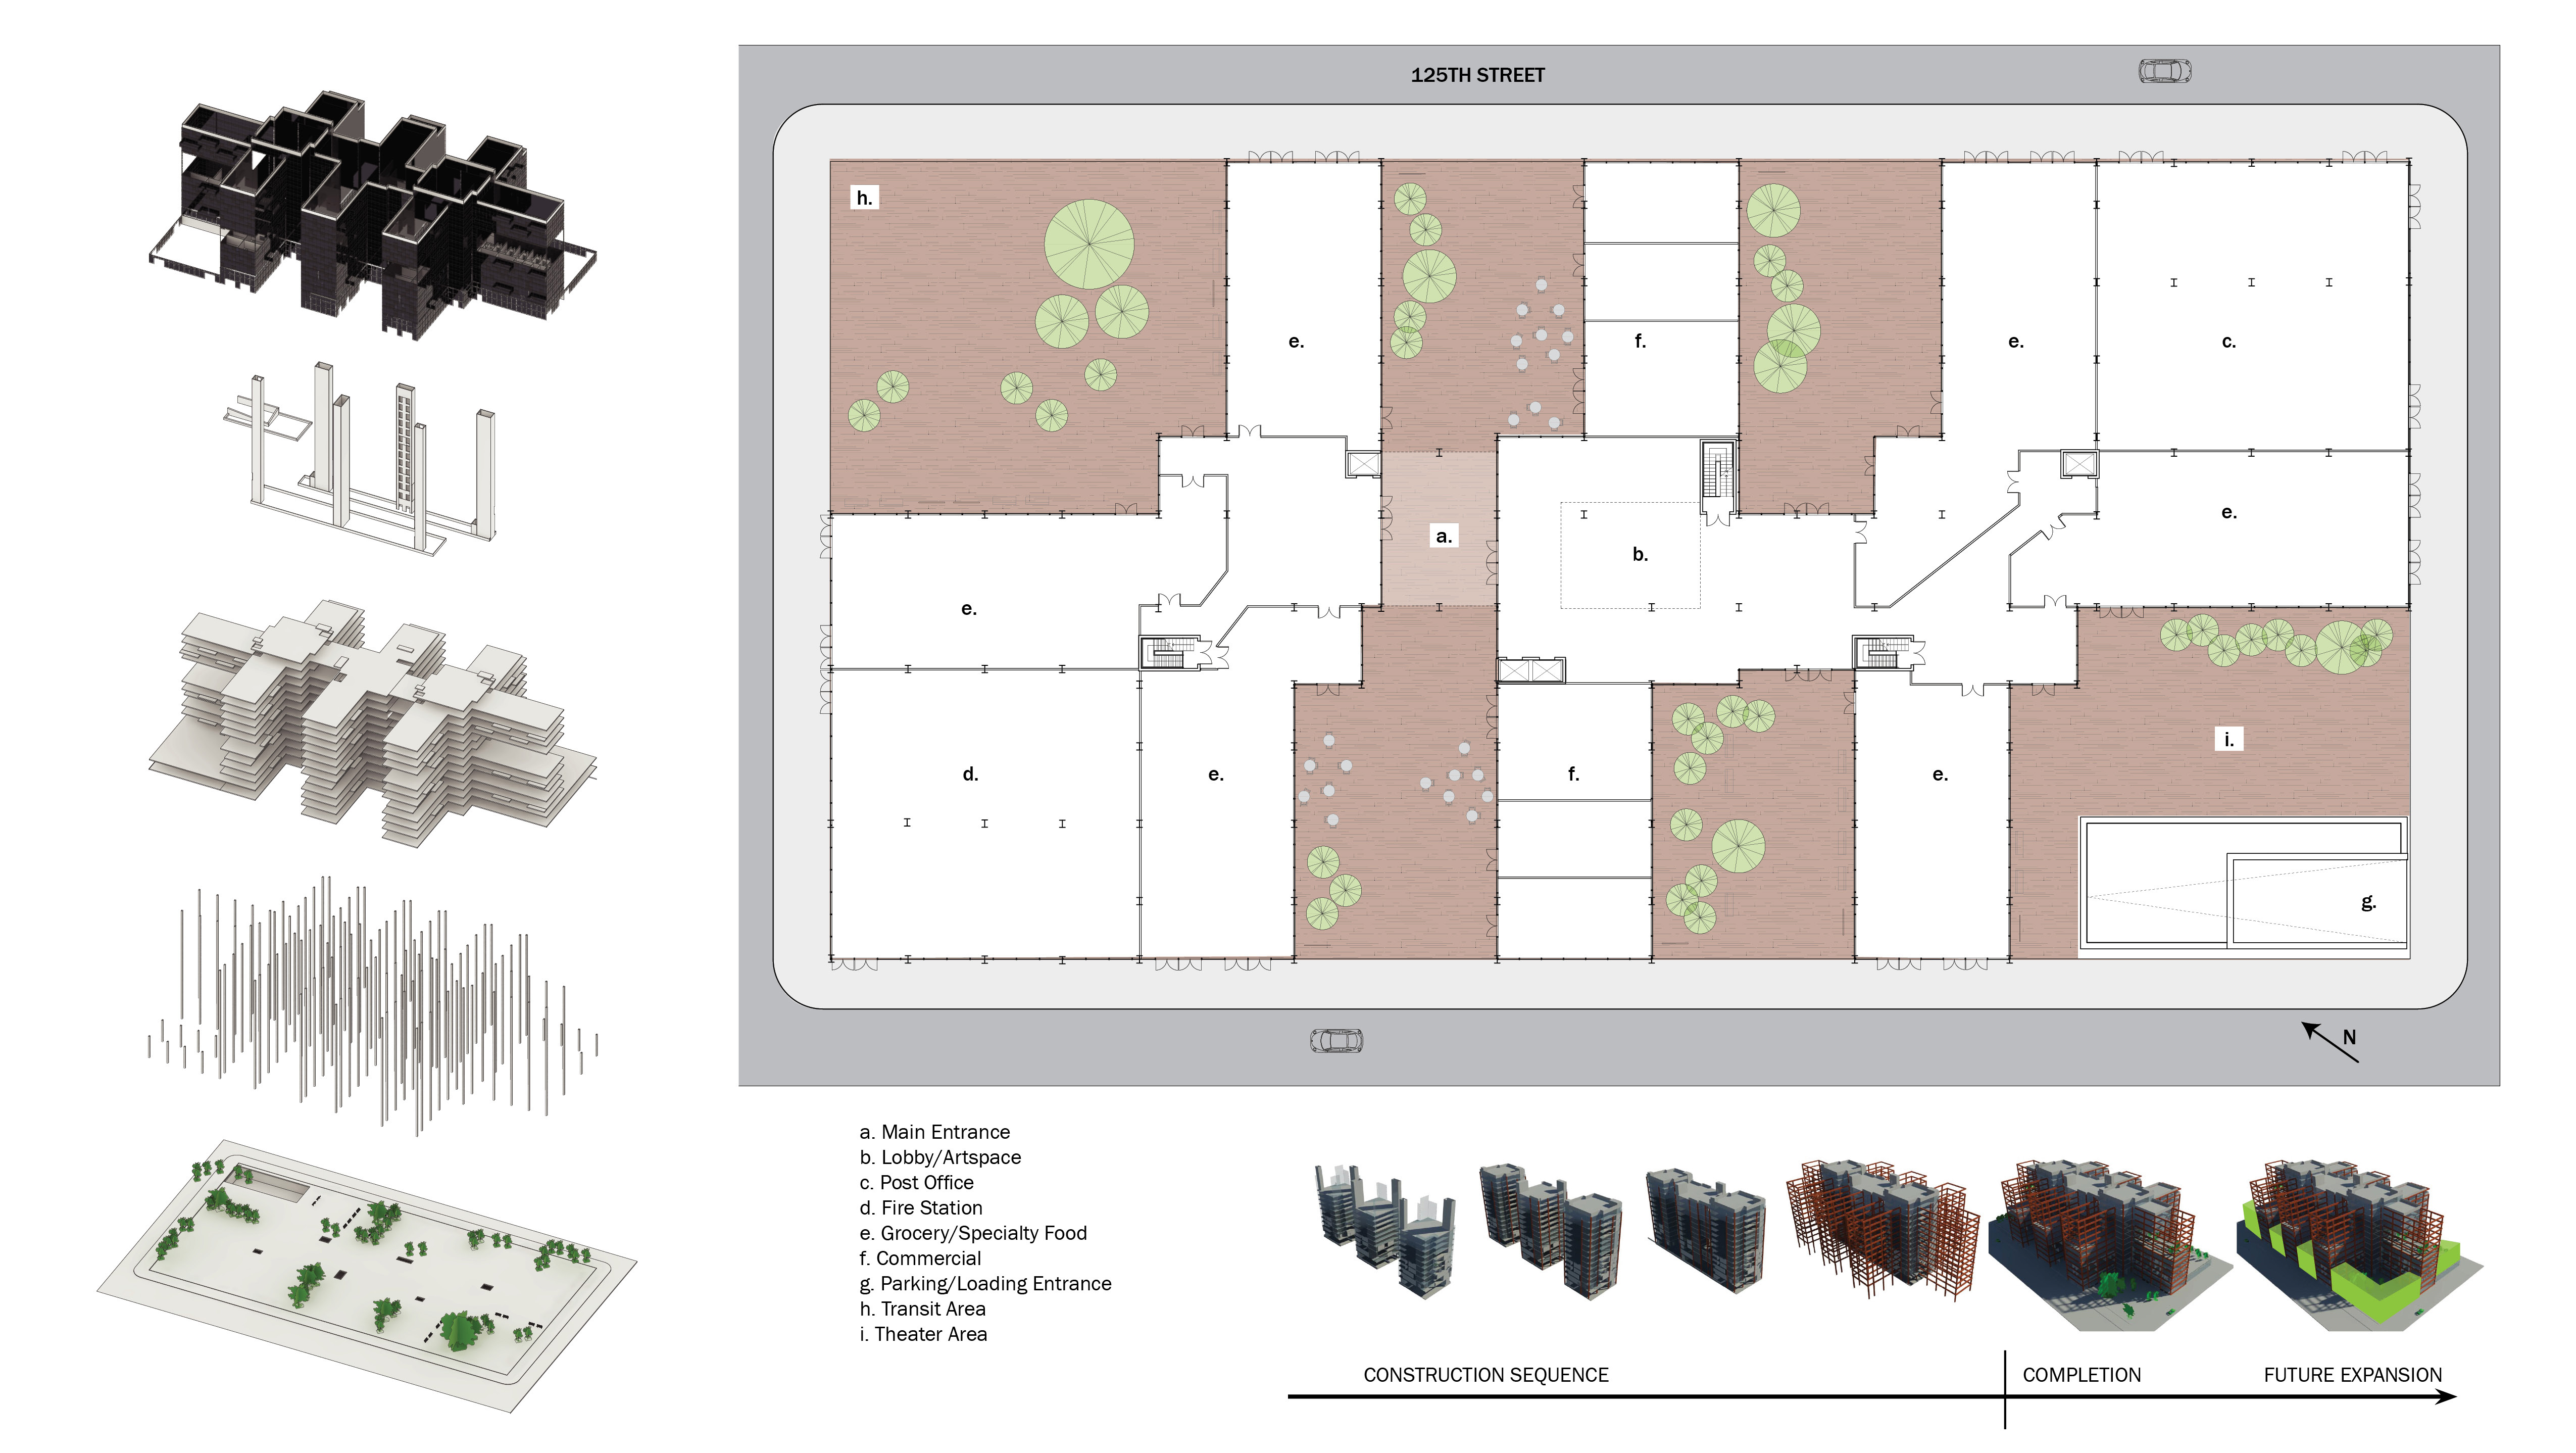 125TH STREET
h.
e.
f.
e.
c.
a.
b.
e.
e.
i.
d.
e.
f.
e.
g.
N
a. Main Entrance
b. Lobby/Artspace
c. Post Office
d. Fire Station
e. Grocery/Specialty Food
f. Commercial
g. Parking/Loading Entrance
h. Transit Area
i. Theater Area
CONSTRUCTION SEQUENCE
COMPLETION
FUTURE EXPANSION